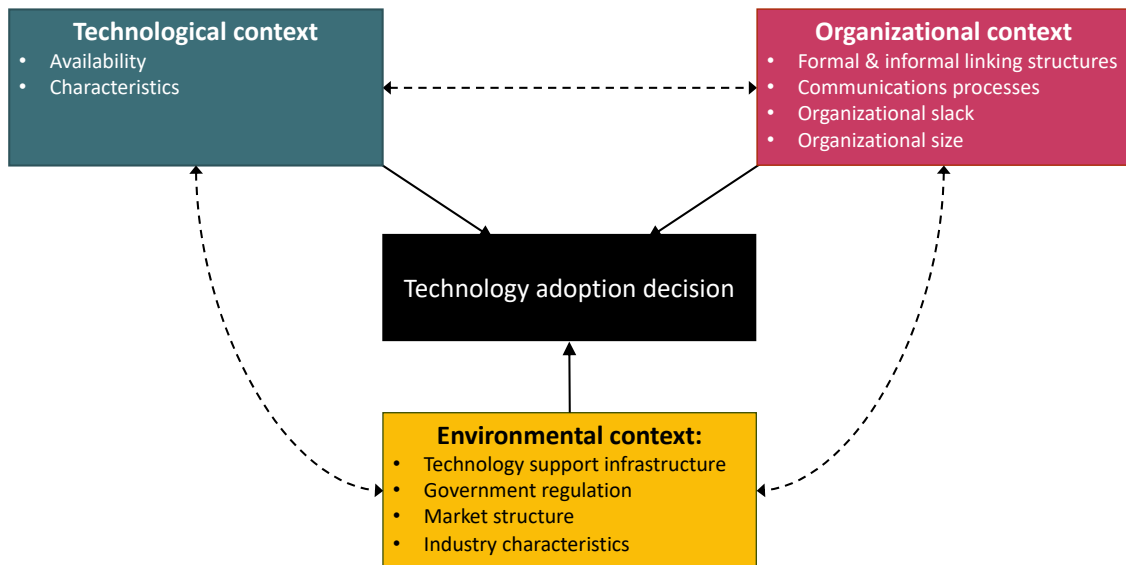 Technological context
• Availability
• Characteristics
Organizational context
• Formal & informal linking structures
• Communications processes
• Organizational slack
• Organizational size
Technology adoption decision
Environmental context:
• Technology support infrastructure
• Government regulation
• Market structure
• Industry characteristics